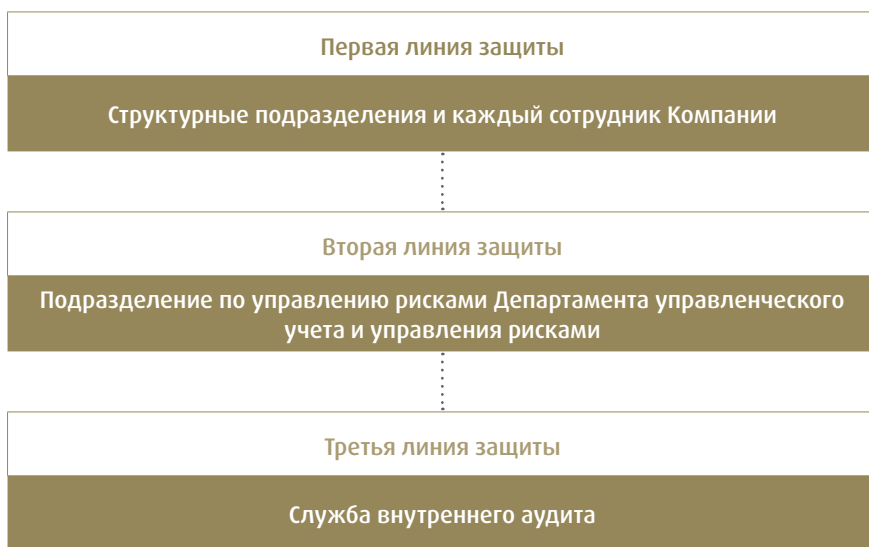 Первая линия защиты
Структурные подразделения и каждый сотрудник Компании
Вторая линия защиты
Подразделение по управлению рисками Департамента управленческого
учета и управления рисками
Третья линия защиты
Служба внутреннего аудита